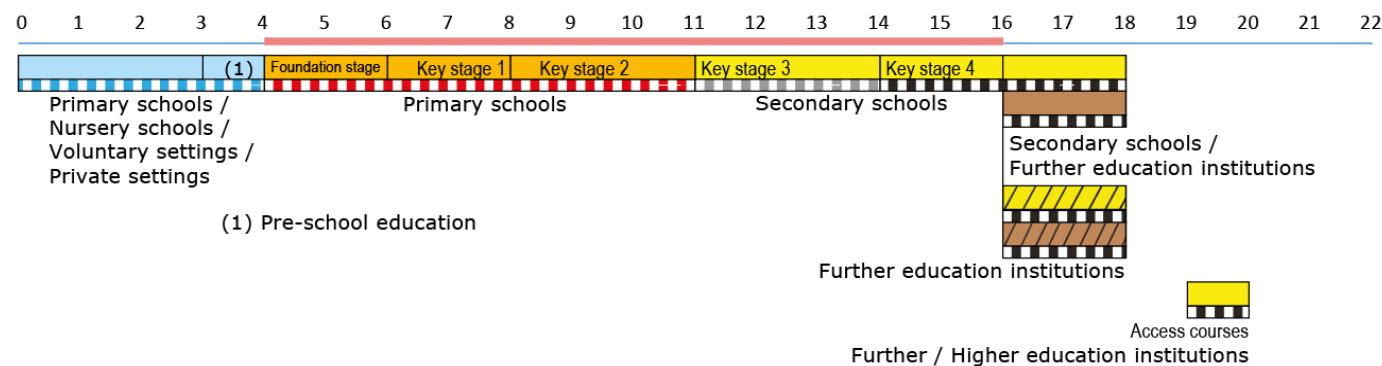 0 1 2 3 4 5 6 7 8 9 10 11 12 13 14 15 16 17 18 19 20 21 22
(1) Foundation stage Key stage 1 Key stage 2 Key stage 3 Key stage 4
Primary schools / Primary schools Secondary schools
Nursery schools /
Voluntary settings /
Private settings
Secondary schools /
Further education institutions
(1) Pre-school education
Further education institutions
Access courses
Further / Higher education institutions